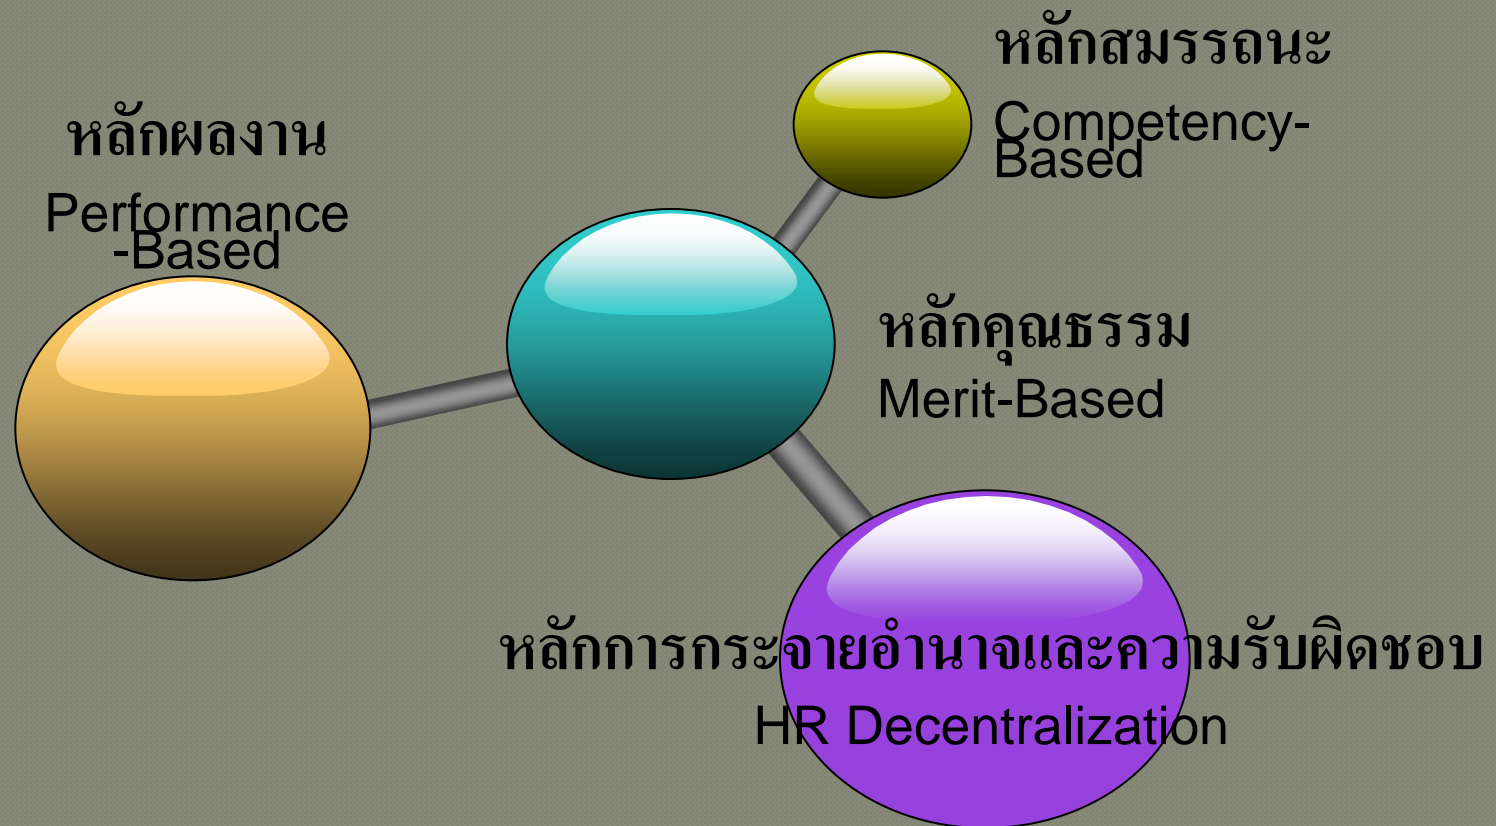 หลักผลงาน
Performance
-Based
หลักสมรรถนะ
Competency-
Based
หลักคุณธรรม
Merit-Based
หลักการกระจายอำนาจและความรับผิดชอบ
HR Decentralization